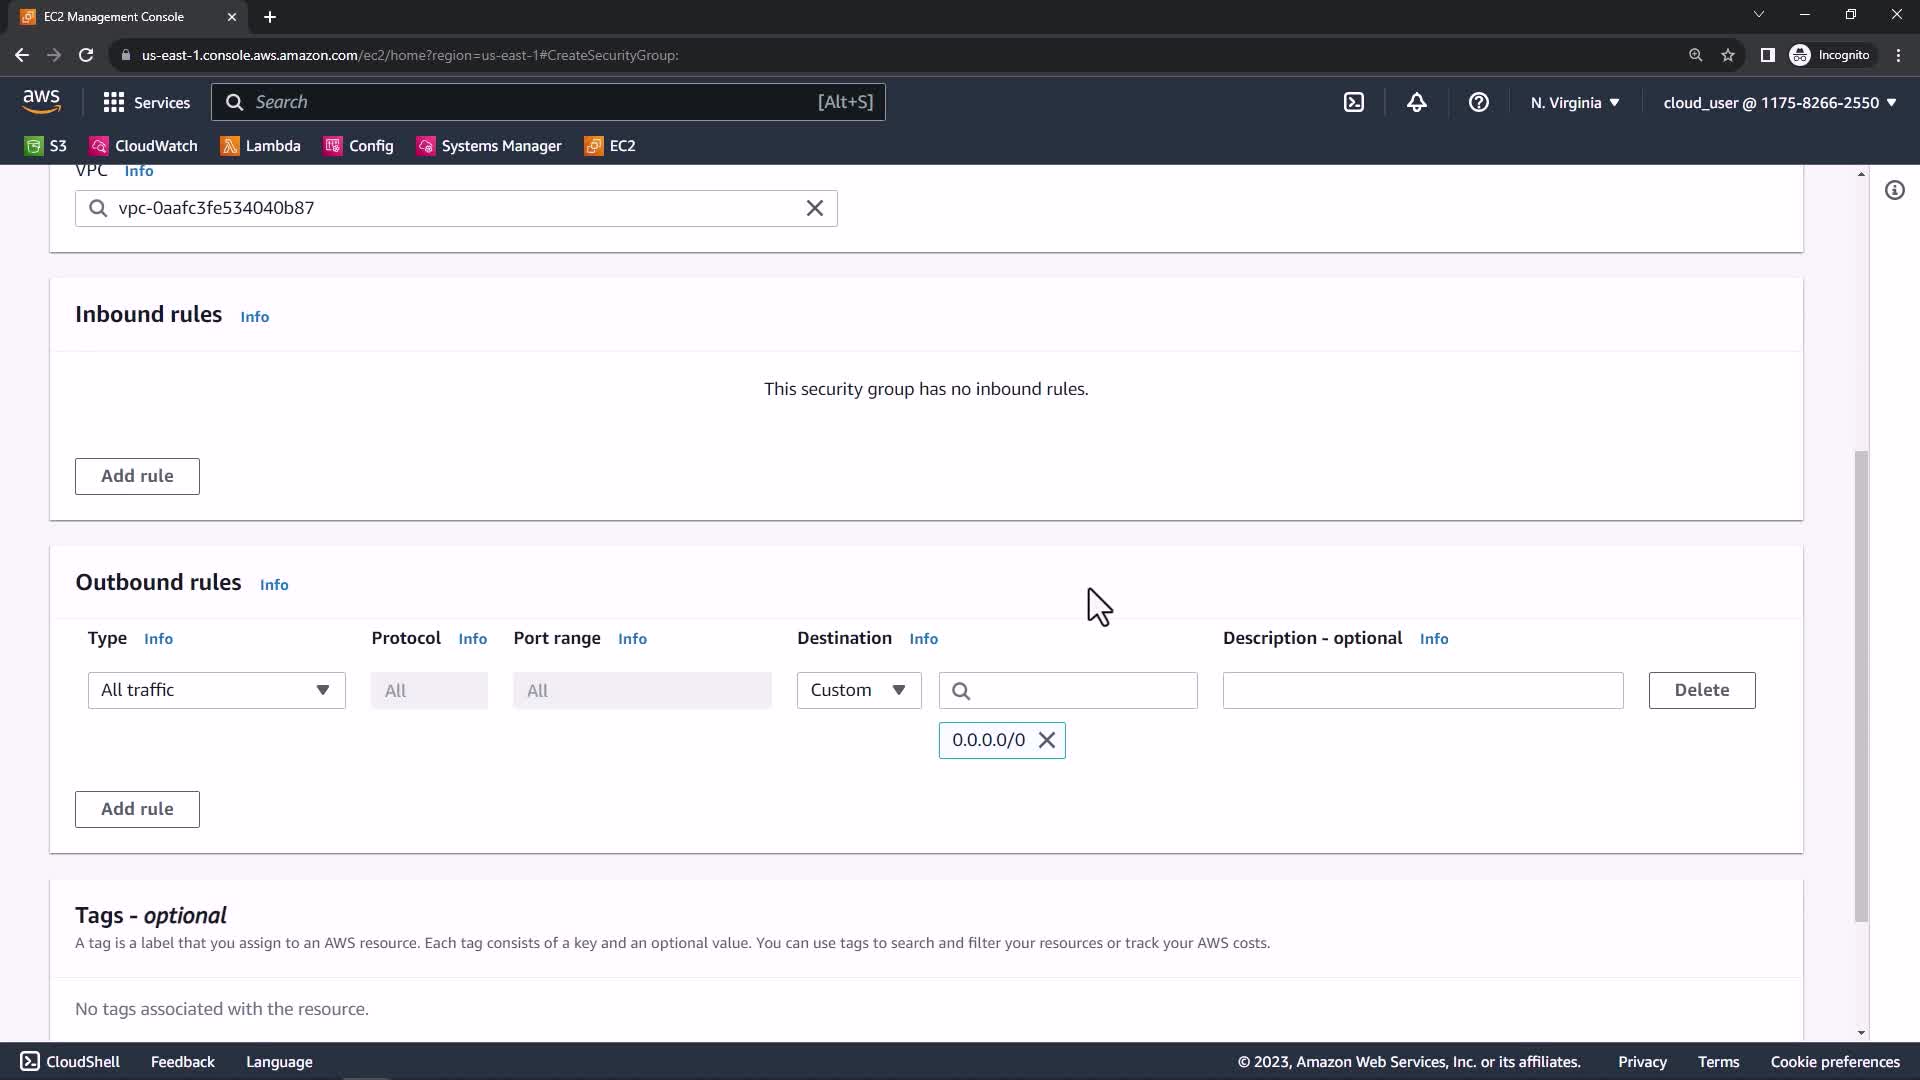 EC2 Management Console
us-east-1.console.aws.amazon.com/ec2/home?region=us-east-1#CreateSecurityGroup:
Incognito
aws
Services
Search
[Alt+S]
N. Virginia
cloud_user @ 1175-8266-2550
S3
CloudWatch
Lambda
Config
Systems Manager
EC2
VPC Info
vpc-0aafc3fe534040b87
Inbound rules Info
This security group has no inbound rules.
Add rule
Outbound rules Info
Type Info Protocol Info Port range Info Destination Info Description - optional Info
All traffic All All Custom Delete
0.0.0.0/0
Add rule
Tags - optional
A tag is a label that you assign to an AWS resource. Each tag consists of a key and an optional value. You can use tags to search and filter your resources or track your AWS costs.
No tags associated with the resource.
CloudShell Feedback Language © 2023, Amazon Web Services, Inc. or its affiliates. Privacy Terms Cookie preferences